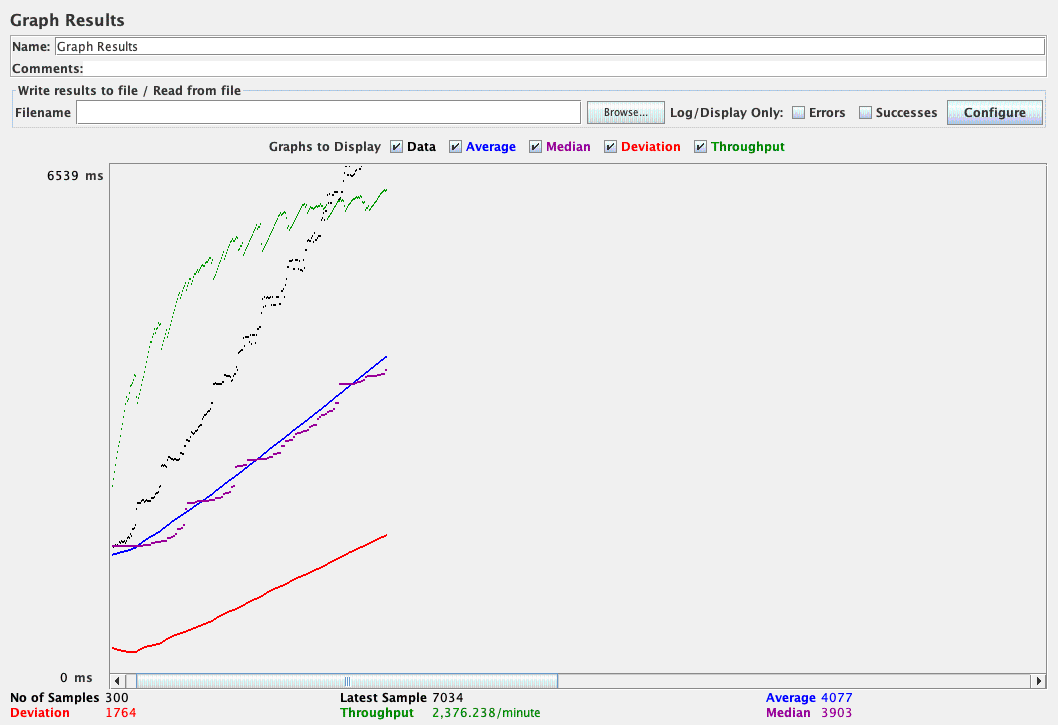 Graph Results
Name: Graph Results
Comments:
Write results to file / Read from file
Filename Browse... Log/Display Only: Errors Successes Configure
Graphs to Display Data Average Median Deviation Throughput
6539 ms
0 ms
No of Samples 300 Latest Sample 7034 Average 4077
Deviation 1764 Throughput 2,376.238/minute Median 3903